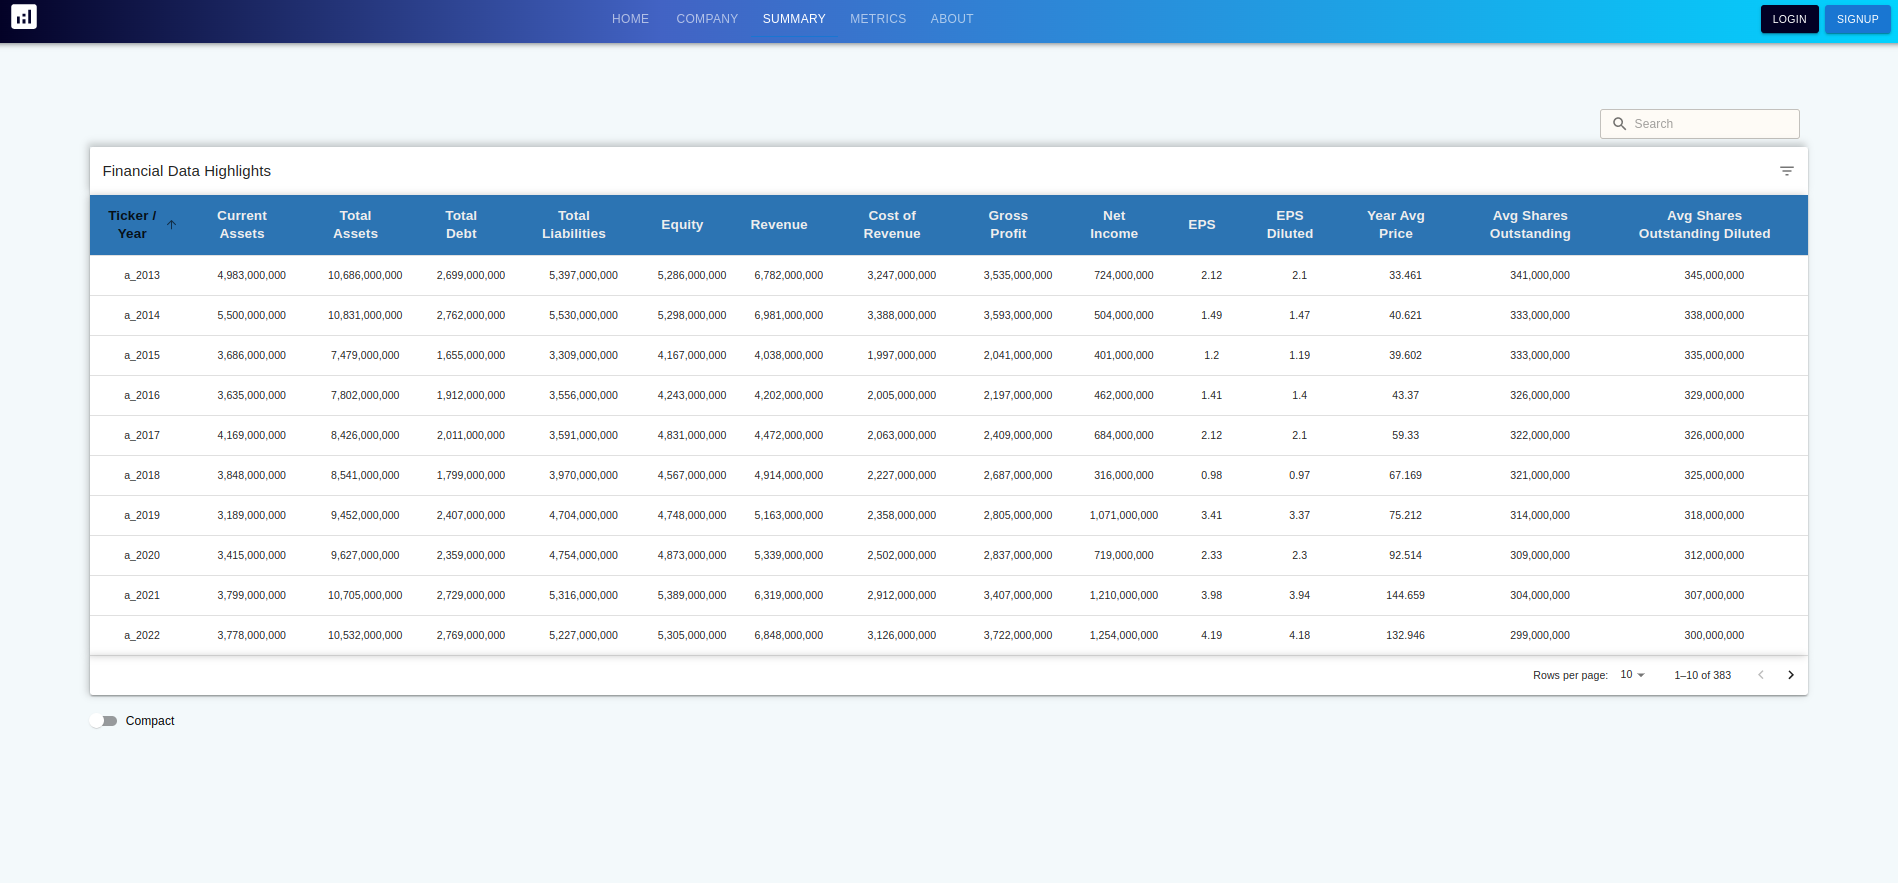 HOME COMPANY SUMMARY METRICS ABOUT LOGIN SIGNUP
Search
Financial Data Highlights
Ticker / Year Current Assets Total Assets Total Debt Total Liabilities Equity Revenue Cost of Revenue Gross Profit Net Income EPS EPS Diluted Year Avg Price Avg Shares Outstanding Avg Shares Outstanding Diluted
a_2013 4,983,000,000 10,686,000,000 2,699,000,000 5,397,000,000 5,286,000,000 6,782,000,000 3,247,000,000 3,535,000,000 724,000,000 2.12 2.1 33.461 341,000,000 345,000,000
a_2014 5,500,000,000 10,831,000,000 2,762,000,000 5,530,000,000 5,298,000,000 6,981,000,000 3,388,000,000 3,593,000,000 504,000,000 1.49 1.47 40.621 333,000,000 338,000,000
a_2015 3,686,000,000 7,479,000,000 1,655,000,000 3,309,000,000 4,167,000,000 4,038,000,000 1,997,000,000 2,041,000,000 401,000,000 1.2 1.19 39.602 333,000,000 335,000,000
a_2016 3,635,000,000 7,802,000,000 1,912,000,000 3,556,000,000 4,243,000,000 4,202,000,000 2,005,000,000 2,197,000,000 462,000,000 1.41 1.4 43.37 326,000,000 329,000,000
a_2017 4,169,000,000 8,426,000,000 2,011,000,000 3,591,000,000 4,831,000,000 4,472,000,000 2,063,000,000 2,409,000,000 684,000,000 2.12 2.1 59.33 322,000,000 326,000,000
a_2018 3,848,000,000 8,541,000,000 1,799,000,000 3,970,000,000 4,567,000,000 4,914,000,000 2,227,000,000 2,687,000,000 316,000,000 0.98 0.97 67.169 321,000,000 325,000,000
a_2019 3,189,000,000 9,452,000,000 2,407,000,000 4,704,000,000 4,748,000,000 5,163,000,000 2,358,000,000 2,805,000,000 1,071,000,000 3.41 3.37 75.212 314,000,000 318,000,000
a_2020 3,415,000,000 9,627,000,000 2,359,000,000 4,754,000,000 4,873,000,000 5,339,000,000 2,502,000,000 2,837,000,000 719,000,000 2.33 2.3 92.514 309,000,000 312,000,000
a_2021 3,799,000,000 10,705,000,000 2,729,000,000 5,316,000,000 5,389,000,000 6,319,000,000 2,912,000,000 3,407,000,000 1,210,000,000 3.98 3.94 144.659 304,000,000 307,000,000
a_2022 3,778,000,000 10,532,000,000 2,769,000,000 5,227,000,000 5,305,000,000 6,848,000,000 3,126,000,000 3,722,000,000 1,254,000,000 4.19 4.18 132.946 299,000,000 300,000,000
Rows per page: 10 1–10 of 383
Compact